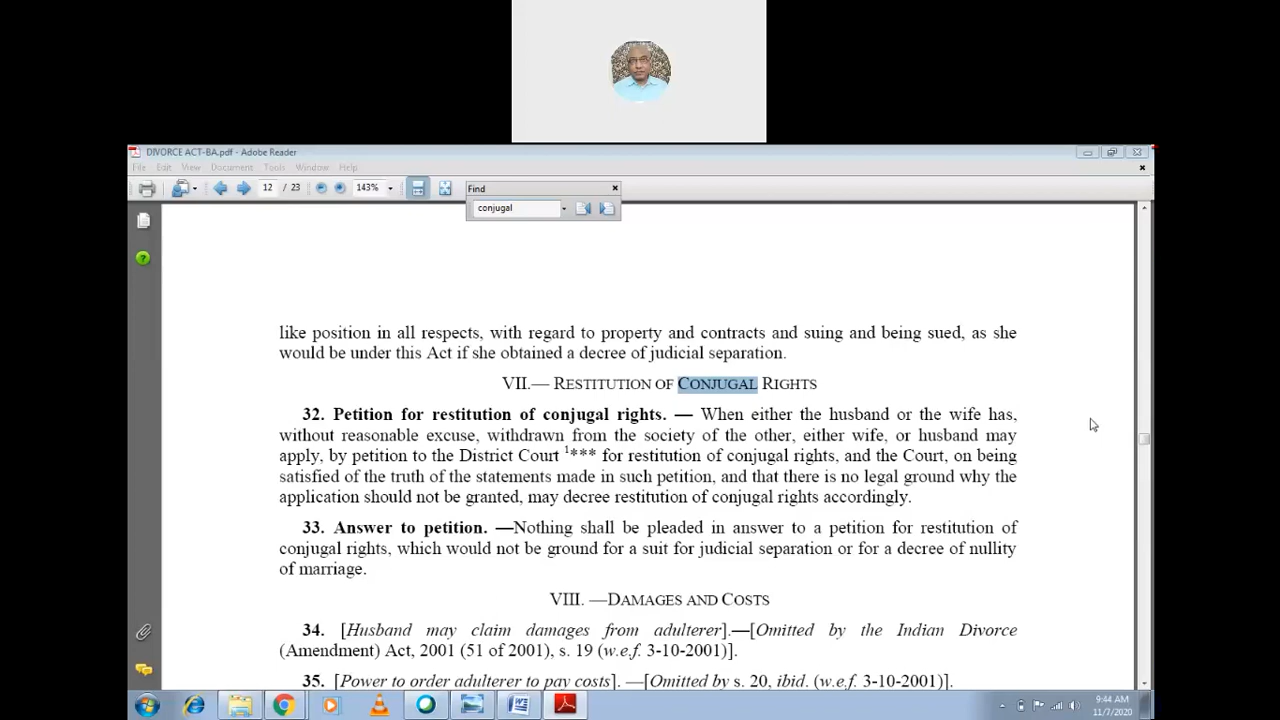 DIVORCE ACT-BA.pdf - Adobe Reader
File Edit View Document Tools Window Help
12 / 23 143%
Find
conjugal
like position in all respects, with regard to property and contracts and suing and being sued, as she
would be under this Act if she obtained a decree of judicial separation.
VII.— RESTITUTION OF CONJUGAL RIGHTS
32. Petition for restitution of conjugal rights. — When either the husband or the wife has,
without reasonable excuse, withdrawn from the society of the other, either wife, or husband may
apply, by petition to the District Court 1*** for restitution of conjugal rights, and the Court, on being
satisfied of the truth of the statements made in such petition, and that there is no legal ground why the
application should not be granted, may decree restitution of conjugal rights accordingly.
33. Answer to petition. —Nothing shall be pleaded in answer to a petition for restitution of
conjugal rights, which would not be ground for a suit for judicial separation or for a decree of nullity
of marriage.
VIII. —DAMAGES AND COSTS
34. [Husband may claim damages from adulterer].—[Omitted by the Indian Divorce
(Amendment) Act, 2001 (51 of 2001), s. 19 (w.e.f. 3-10-2001)].
35. [Power to order adulterer to pay costs]. —[Omitted by s. 20, ibid. (w.e.f. 3-10-2001)].
9:44 AM
11/7/2020